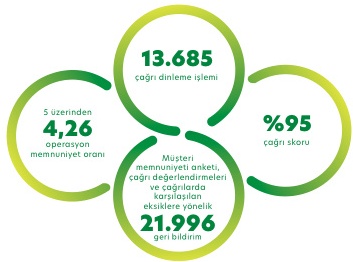 13.685
çağrı dinleme işlemi
5 üzerinden
4,26
operasyon
memnuniyet oranı
%95
çağrı skoru
Müşteri
memnuniyeti anketi,
çağrı değerlendirmeleri
ve çağrılarda
karşılaşılan
eksiklere yönelik
21.996
geri bildirim